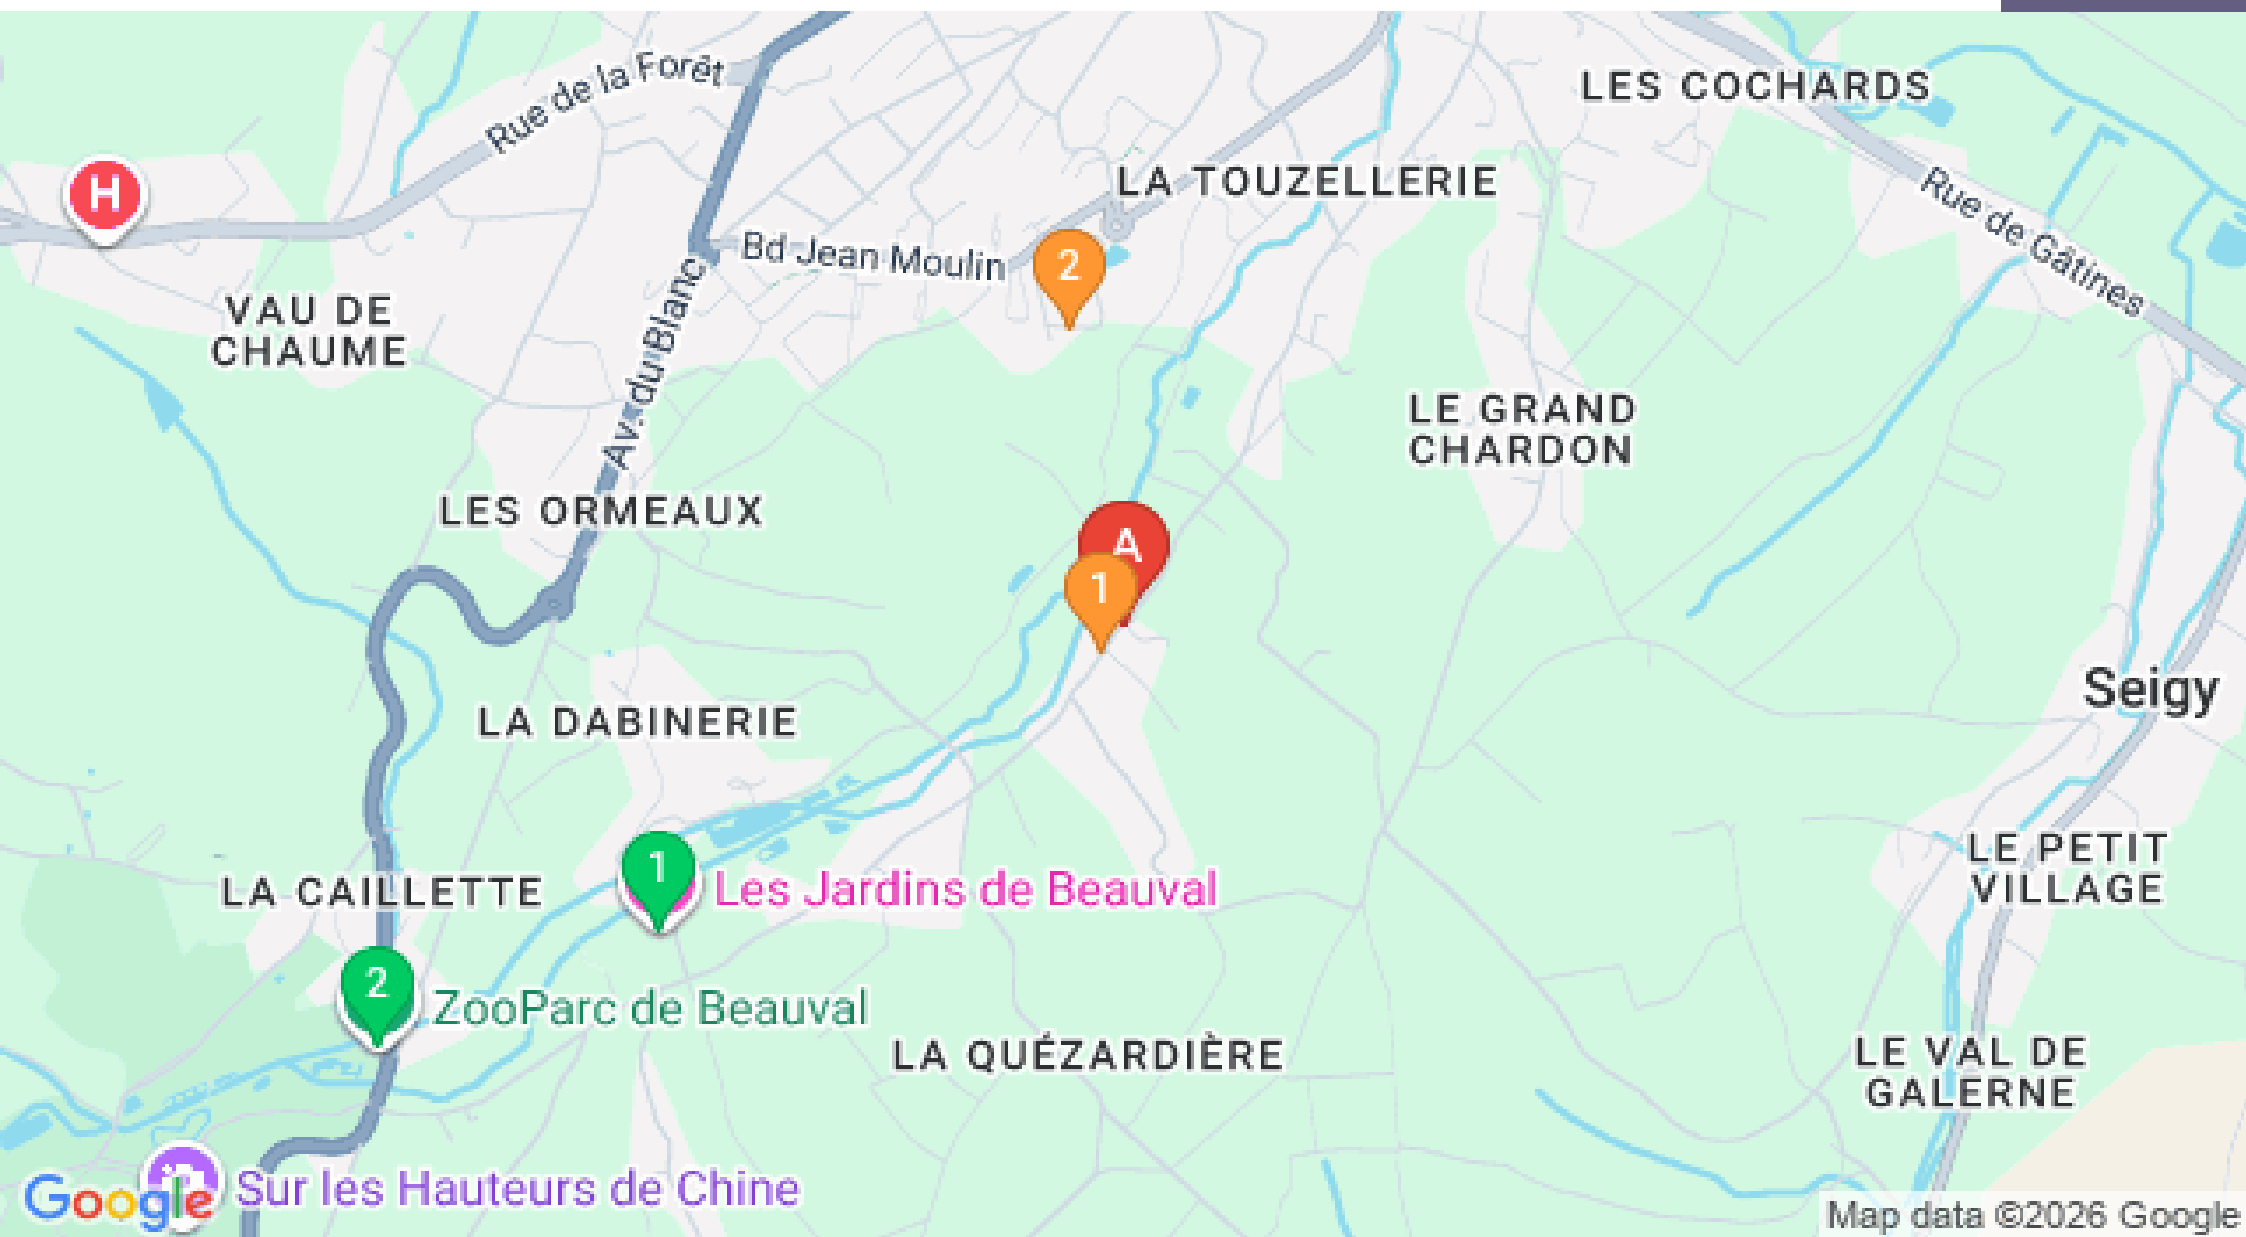 LES COCHARDS
Rue de la Forêt
H
LA TOUZELLERIE
Rue de Gâtines
Bd Jean Moulin
2
VAU DE
CHAUME
Av. du Blanc
LE GRAND
CHARDON
LES ORMEAUX
A
1
Seigy
LA DABINERIE
LE PETIT
VILLAGE
1
Les Jardins de Beauval
LA CAILLETTE
2
ZooParc de Beauval
LA QUÉZARDIÈRE
LE VAL DE
GALERNE
Sur les Hauteurs de Chine
Google
Map data ©2026 Google